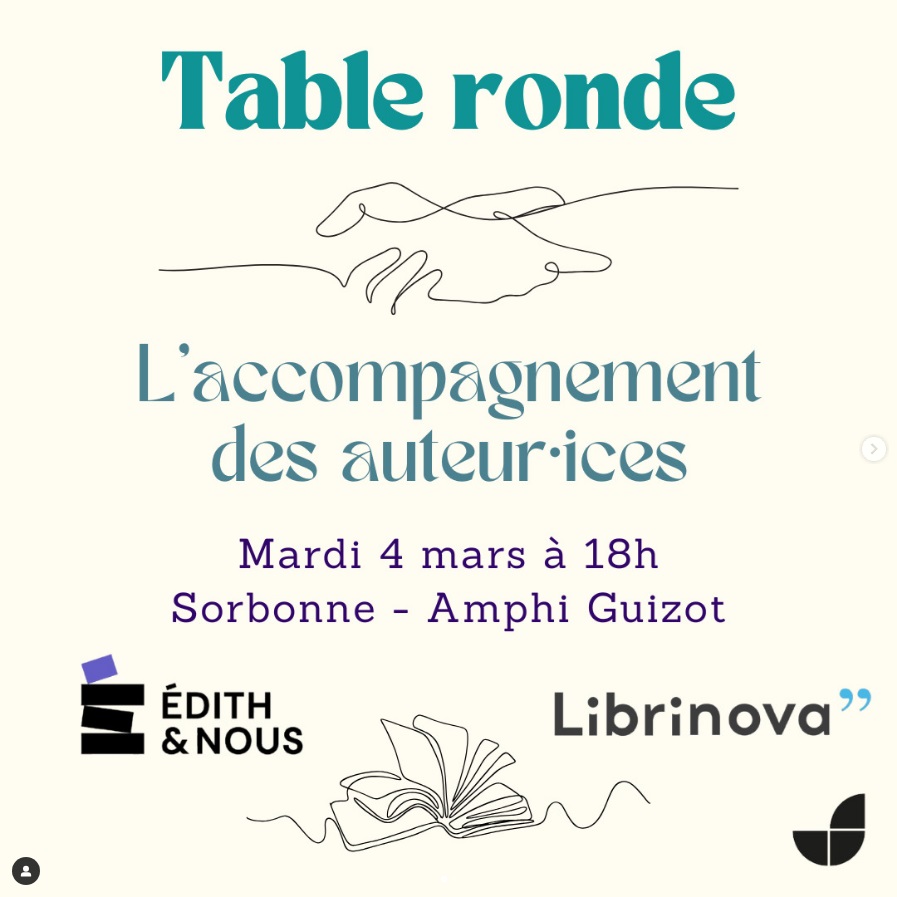 Table ronde
L'accompagnement
des auteur·ices
Mardi 4 mars à 18h
Sorbonne - Amphi Guizot
ÉDITH
& NOUS
Librinova”